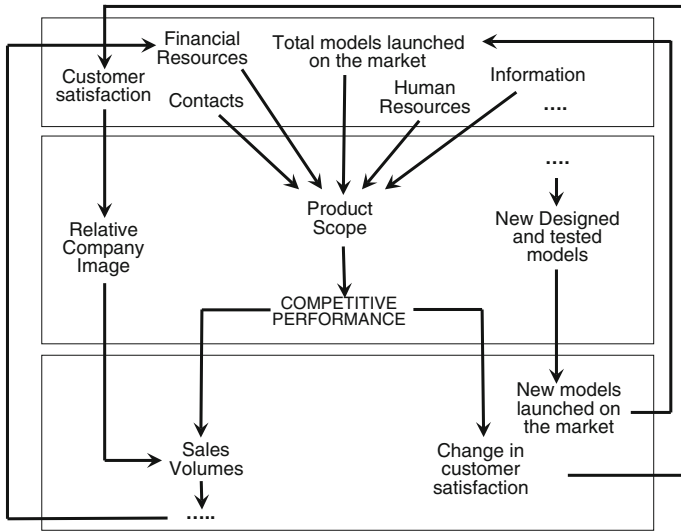 Financial
Resources
Total models launched
on the market
Customer
satisfaction
Contacts
Human
Resources
Information
....
....
Product
Scope
Relative
Company
Image
New Designed
and tested
models
COMPETITIVE
PERFORMANCE
New models
launched on
the market
Sales
Volumes
Change in
customer
satisfaction
.....